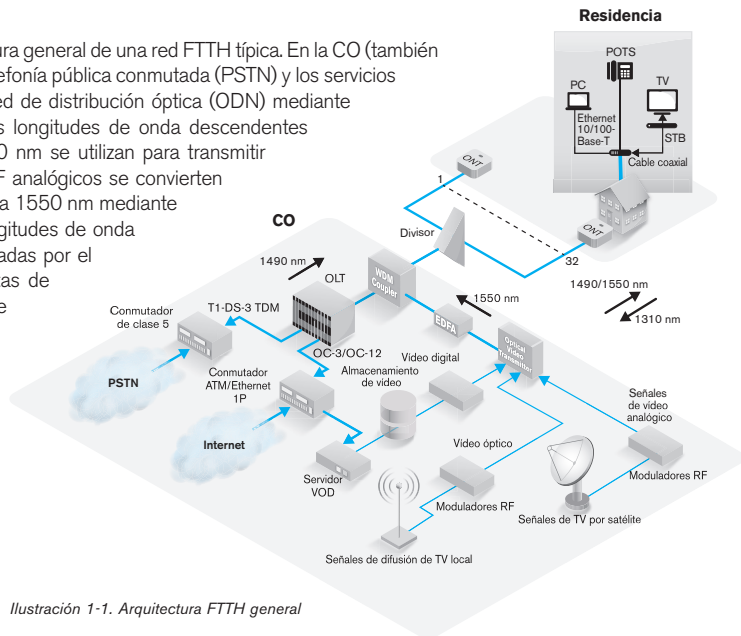 ura general de una red FTTH típica. En la CO (también
efonía pública conmutada (PSTN) y los servicios
ed de distribución óptica (ODN) mediante
s longitudes de onda descendentes
0 nm se utilizan para transmitir
F analógicos se convierten
a 1550 nm mediante
gitudes de onda
adas por el
tas de
e
Residencia
POTS
PC
TV
Ethernet
10/100-
Base-T
STB
Cable coaxial
ONT
1
ONT
Divisor
32
CO
1490 nm
OLT
WDM
Coupler
1490/1550 nm
1310 nm
1550 nm
EDFA
Optical
Video
Transmitter
Conmutador
de clase 5
T1-DS-3 TDM
OC-3/OC-12
PSTN
Conmutador
ATM/Ethernet
1P
Almacenamiento
de video
Video digital
Internet
Servidor
VOD
Video óptico
Moduladores RF
Señales
de video
analógico
Moduladores RF
Señales de TV por satélite
Señales de difusión de TV local
Ilustración 1-1. Arquitectura FTTH general